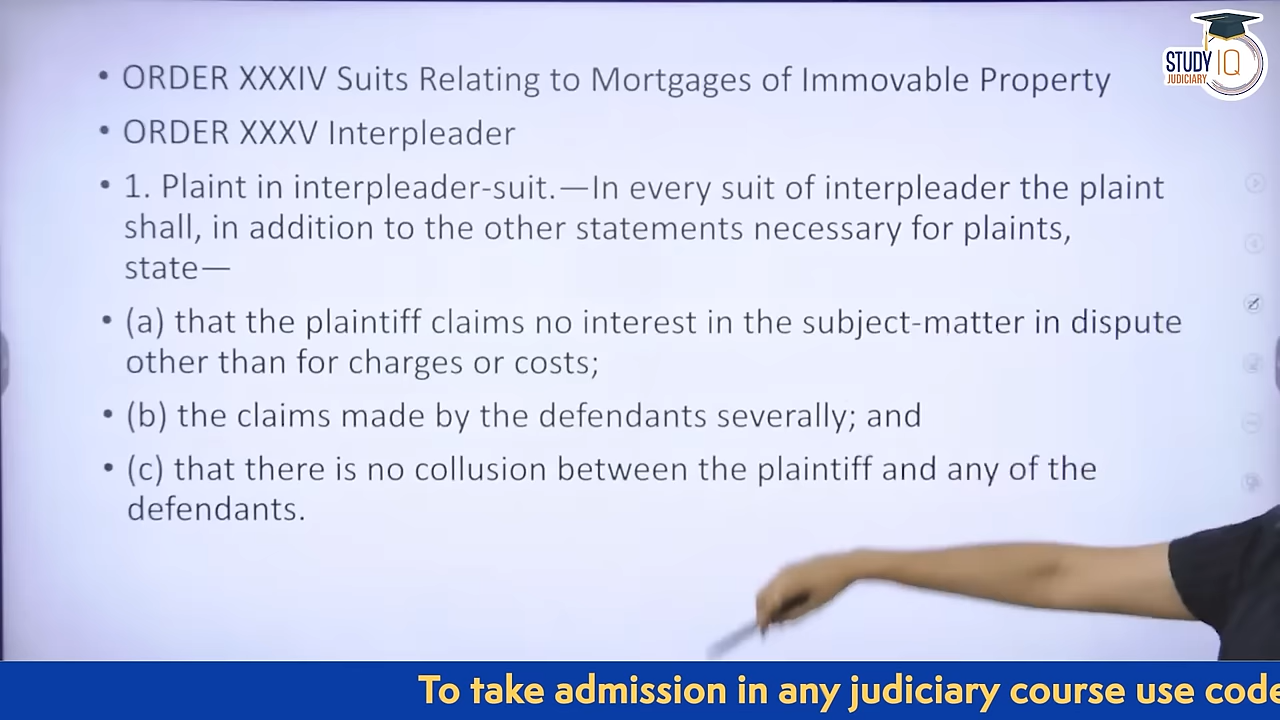 • ORDER XXXIV Suits Relating to Mortgages of Immovable Property
• ORDER XXXV Interpleader
• 1. Plaint in interpleader-suit.—In every suit of interpleader the plaint
shall, in addition to the other statements necessary for plaints,
state—
• (a) that the plaintiff claims no interest in the subject-matter in dispute
other than for charges or costs;
• (b) the claims made by the defendants severally; and
• (c) that there is no collusion between the plaintiff and any of the
defendants.
STUDY IQ
JUDICIARY
To take admission in any judiciary course use code